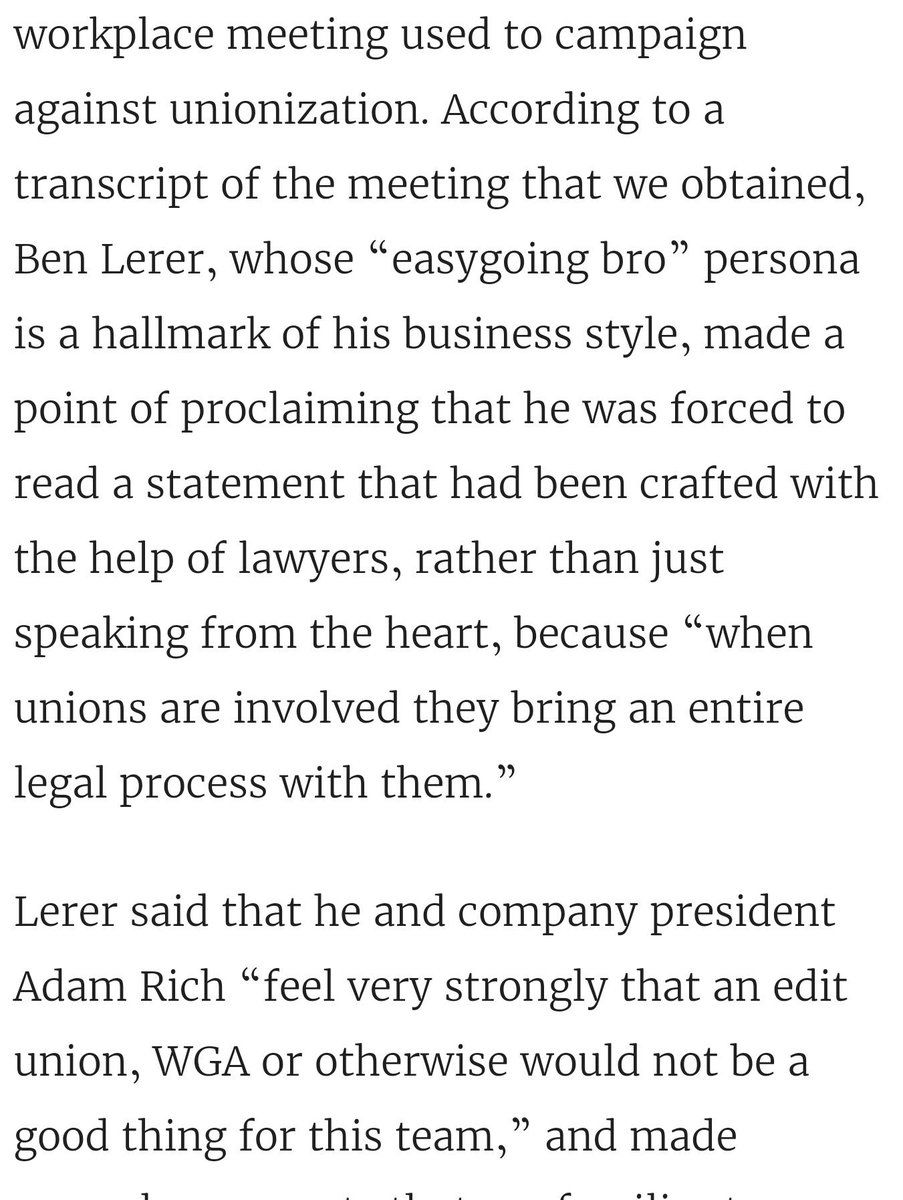 workplace meeting used to campaign
against unionization. According to a
transcript of the meeting that we obtained,
Ben Lerer, whose “easygoing bro” persona
is a hallmark of his business style, made a
point of proclaiming that he was forced to
read a statement that had been crafted with
the help of lawyers, rather than just
speaking from the heart, because “when
unions are involved they bring an entire
legal process with them.”
Lerer said that he and company president
Adam Rich “feel very strongly that an edit
union, WGA or otherwise would not be a
good thing for this team,” and made